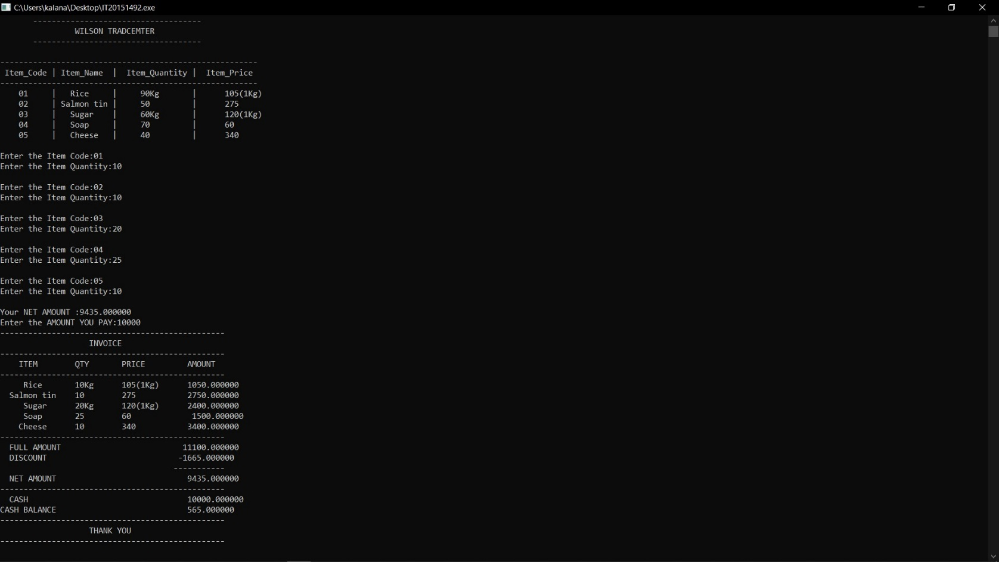 C:\Users\kalana\Desktop\IT20151492.exe
-----------------------------------
WILSON TRADCEMTER
-----------------------------------
-------------------------------------------------------
Item_Code | Item_Name | Item_Quantity | Item_Price
-------------------------------------------------------
01 | Rice | 90Kg | 105(1Kg)
02 | Salmon tin | 50 | 275
03 | Sugar | 60Kg | 120(1Kg)
04 | Soap | 70 | 60
05 | Cheese | 40 | 340
Enter the Item Code:01
Enter the Item Quantity:10
Enter the Item Code:02
Enter the Item Quantity:10
Enter the Item Code:03
Enter the Item Quantity:20
Enter the Item Code:04
Enter the Item Quantity:25
Enter the Item Code:05
Enter the Item Quantity:10
Your NET AMOUNT :9435.000000
Enter the AMOUNT YOU PAY:10000
------------------------------------------------
INVOICE
------------------------------------------------
ITEM QTY PRICE AMOUNT
------------------------------------------------
Rice 10Kg 105(1Kg) 1050.000000
Salmon tin 10 275 2750.000000
Sugar 20Kg 120(1Kg) 2400.000000
Soap 25 60 1500.000000
Cheese 10 340 3400.000000
------------------------------------------------
FULL AMOUNT 11100.000000
DISCOUNT -1665.000000
-----------
NET AMOUNT 9435.000000
------------------------------------------------
CASH 10000.000000
CASH BALANCE 565.000000
------------------------------------------------
THANK YOU
------------------------------------------------